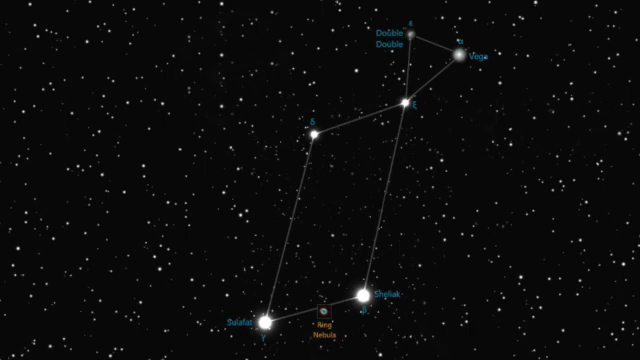 ε
Double
Double
α
Vega
ξ
δ
Sheliak
β
Sulafat
γ
Ring
Nebula